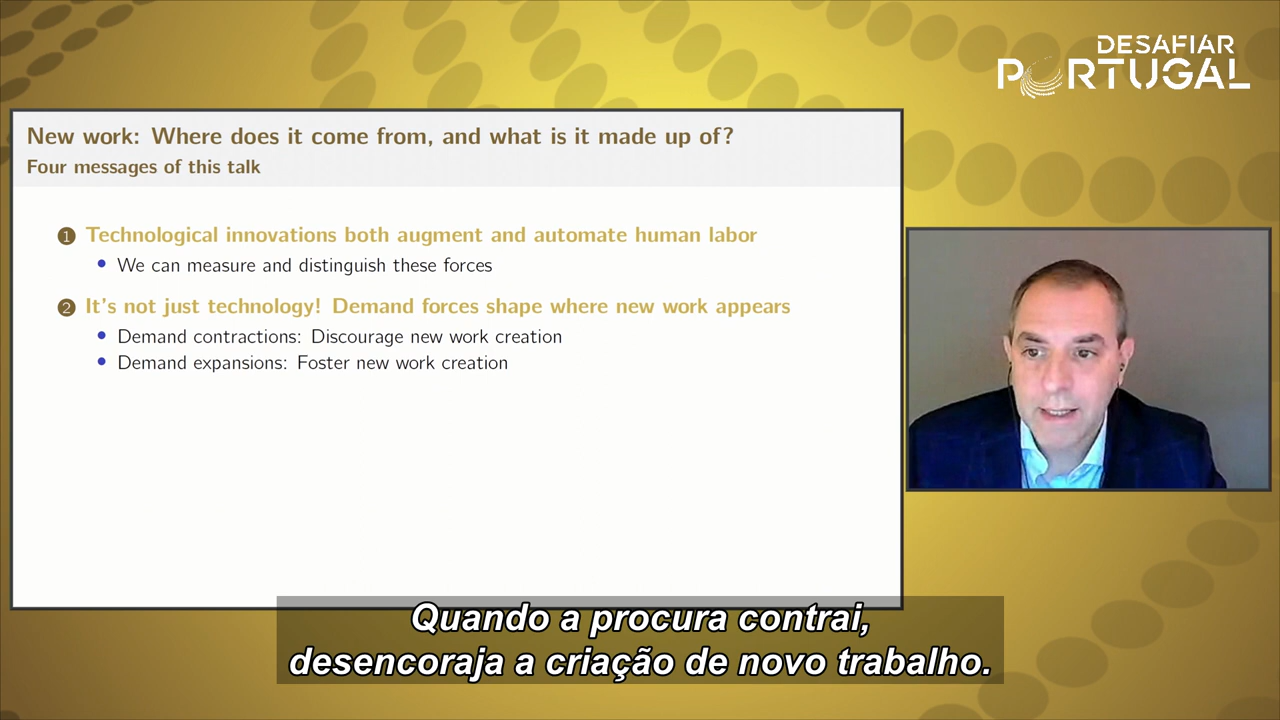 DESAFIAR
PORTUGAL
New work: Where does it come from, and what is it made up of?
Four messages of this talk
1 Technological innovations both augment and automate human labor
• We can measure and distinguish these forces
2 It's not just technology! Demand forces shape where new work appears
• Demand contractions: Discourage new work creation
• Demand expansions: Foster new work creation
Quando a procura contrai,
desencoraja a criação de novo trabalho.